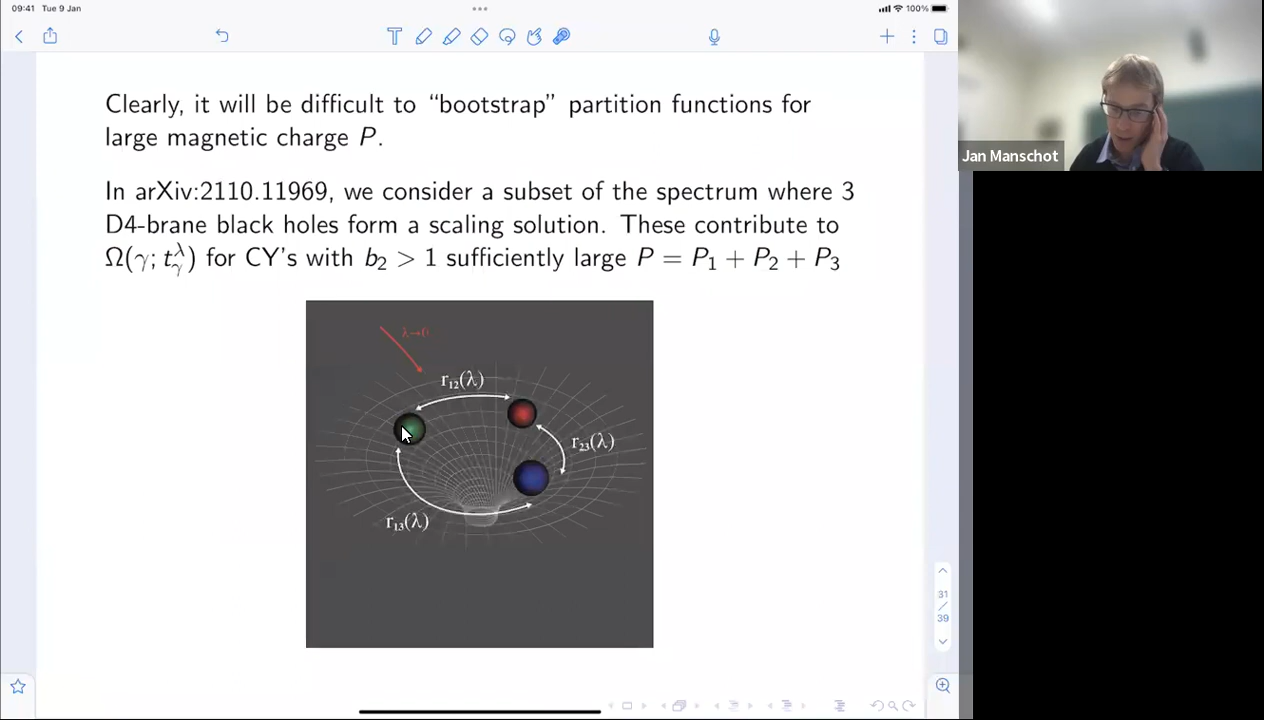 09:41 Tue 9 Jan
100%
Clearly, it will be difficult to “bootstrap” partition functions for
large magnetic charge P.
In arXiv:2110.11969, we consider a subset of the spectrum where 3
D4-brane black holes form a scaling solution. These contribute to
Ω(γ; t_γ^λ) for CY's with b₂ > 1 sufficiently large P = P₁ + P₂ + P₃
r₁₂(λ)
r₂₃(λ)
r₁₃(λ)
31
/
39
Jan Manschot